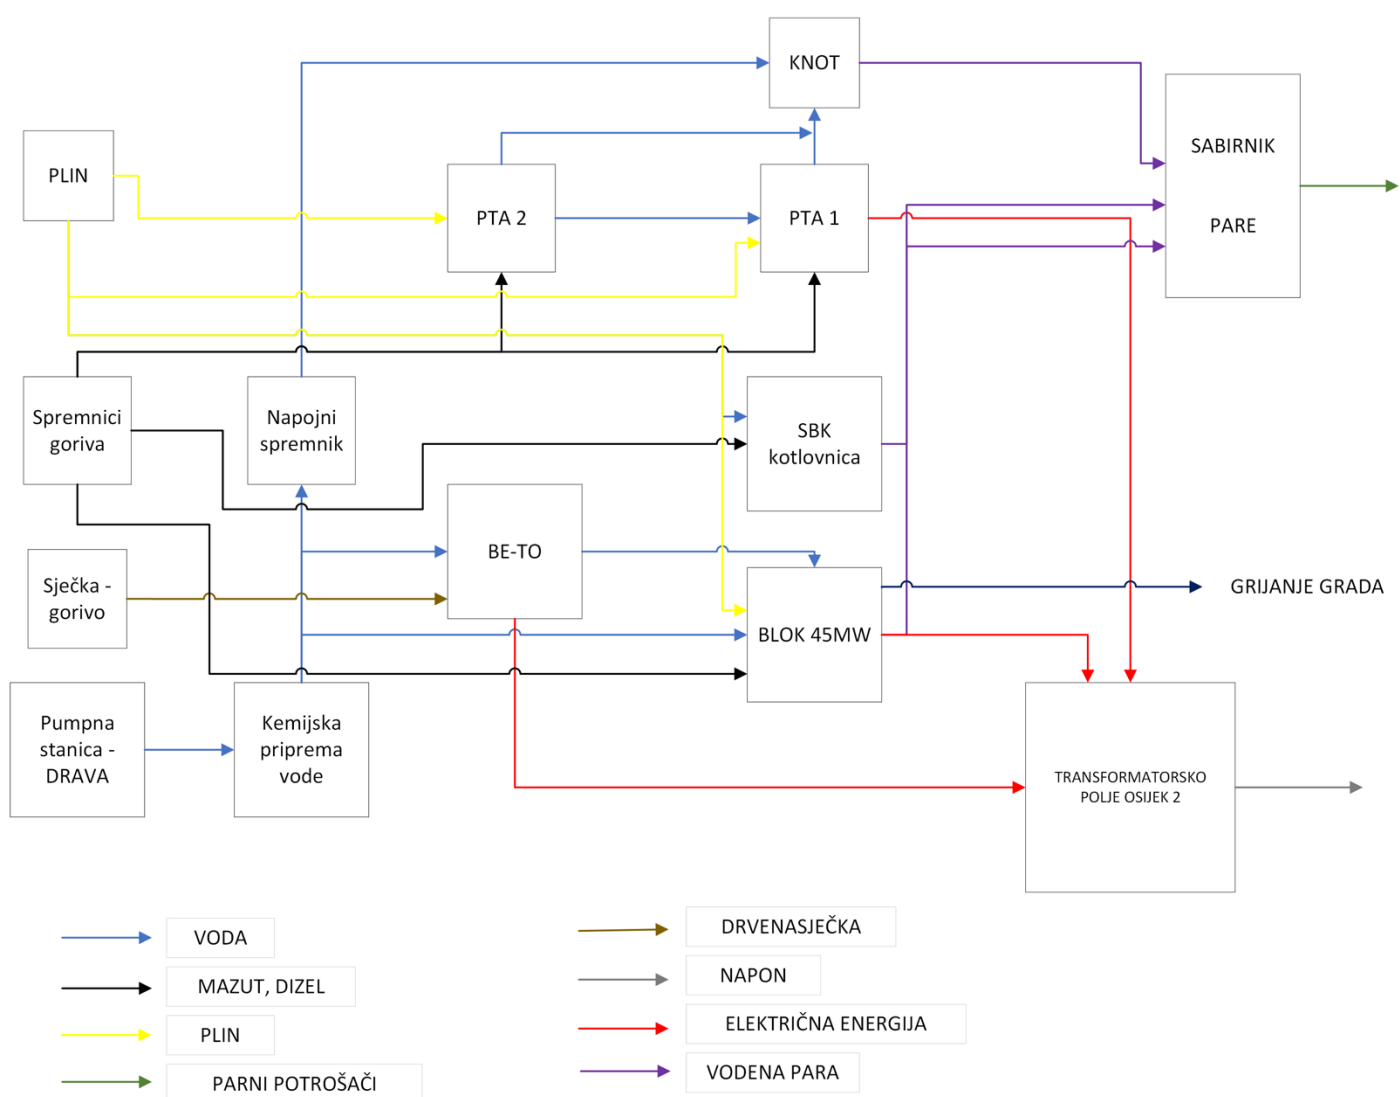 KNOT
SABIRNIK
PARE
PLIN
PTA 2
PTA 1
Spremnici
goriva
Napojni
spremnik
SBK
kotlovnica
BE-TO
Sječka -
gorivo
BLOK 45MW
GRIJANJE GRADA
Pumpna
stanica -
DRAVA
Kemijska
priprema
vode
TRANSFORMATORSKO
POLJE OSIJEK 2
VODA
MAZUT, DIZEL
PLIN
PARNI POTROŠAČI
DRVENASJEČKA
NAPON
ELEKTRIČNA ENERGIJA
VODENA PARA